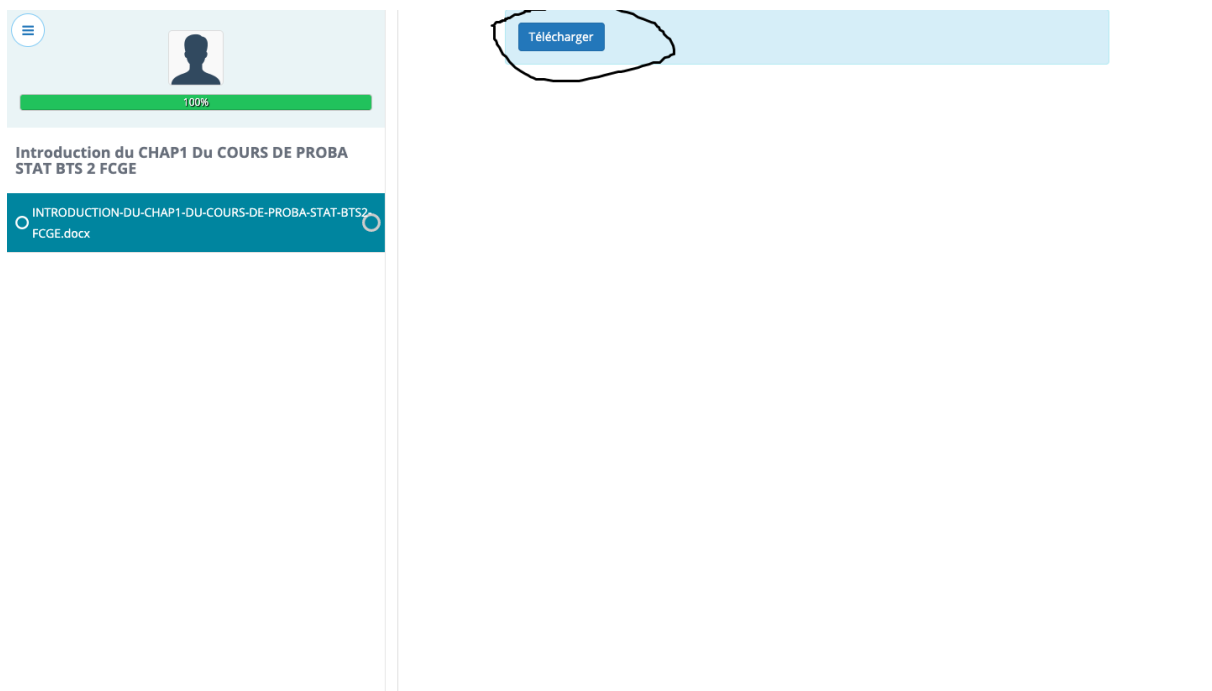 Télécharger
100%
Introduction du CHAP1 Du COURS DE PROBA
STAT BTS 2 FCGE
INTRODUCTION-DU-CHAP1-DU-COURS-DE-PROBA-STAT-BTS2-
FCGE.docx